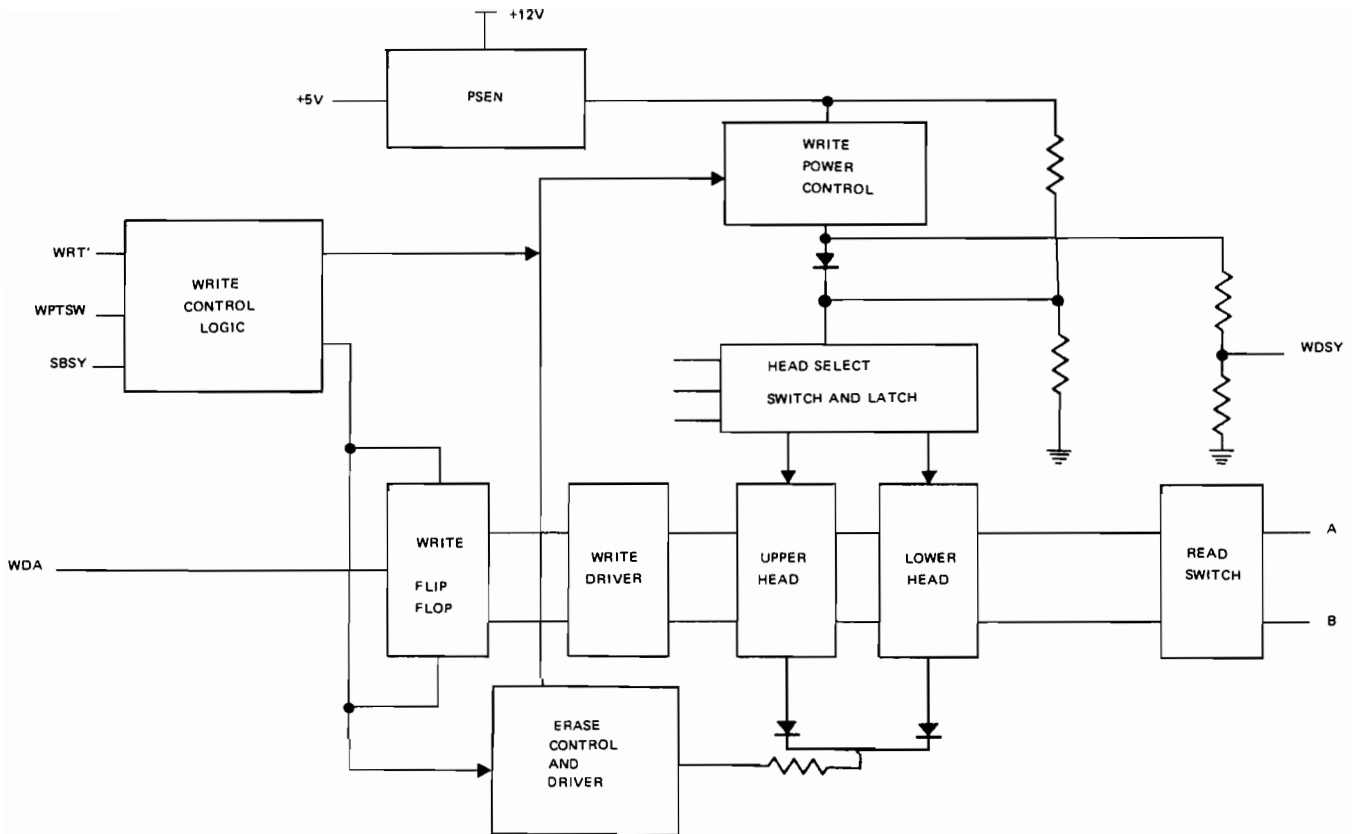 +12V
+5V
PSEN
WRITE
POWER
CONTROL
WRT'
WPTSW
SBSY
WRITE
CONTROL
LOGIC
WDSY
HEAD SELECT
SWITCH AND LATCH
WDA
WRITE
FLIP
FLOP
WRITE
DRIVER
UPPER
HEAD
LOWER
HEAD
READ
SWITCH
A
B
ERASE
CONTROL
AND
DRIVER